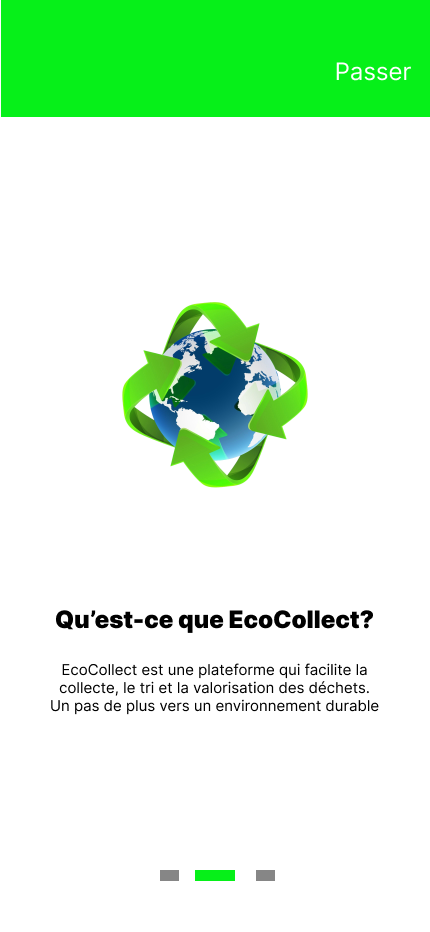 Passer
Qu’est-ce que EcoCollect?
EcoCollect est une plateforme qui facilite la
collecte, le tri et la valorisation des déchets.
Un pas de plus vers un environnement durable